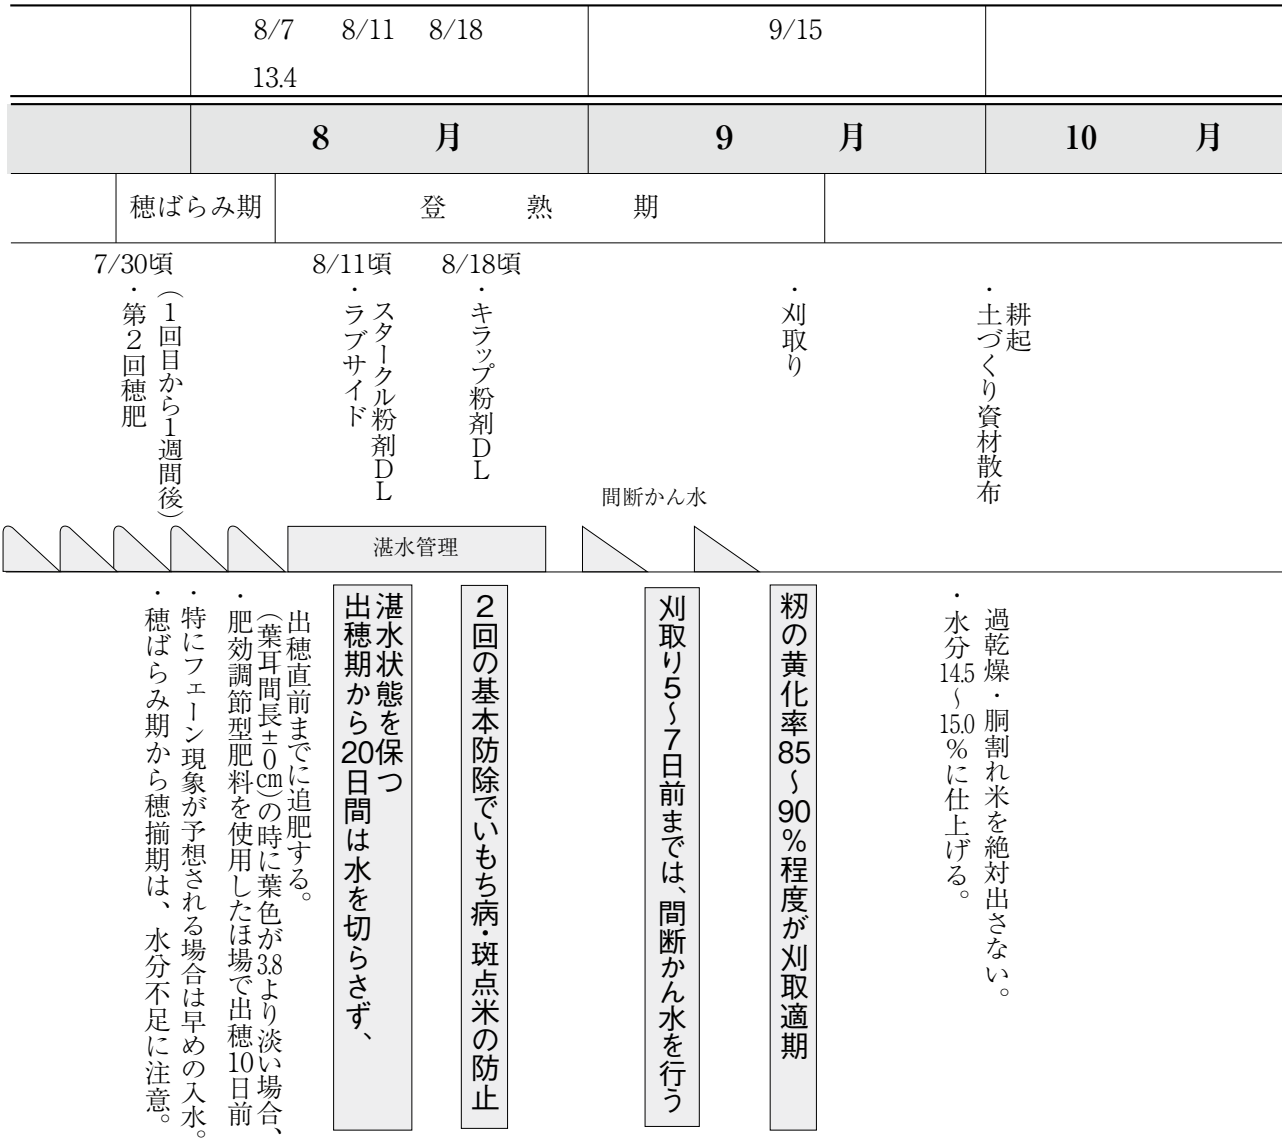 8/7 8/11 8/18 9/15
13.4
8月 9月 10月
穂ばらみ期 登熟期
7/30頃
・第2回穂肥
(1回目から1週間後)
8/11頃
・ラブサイド
スタークル粉剤DL
8/18頃
・キラップ粉剤DL
・刈取り
・土づくり資材散布
耕起
間断かん水
湛水管理
・穂ばらみ期から穂揃期は、水分不足に注意。
・特にフェーン現象が予想される場合は早めの入水。
・肥効調節型肥料を使用したほ場で出穂10日前
(葉耳間長±0cm)の時に葉色が3.8より淡い場合、
出穂直前までに追肥する。
出穂期から20日間は水を切らさず、
湛水状態を保つ
2回の基本防除でいもち病・斑点米の防止
刈取り5〜7日前までは、間断かん水を行う
籾の黄化率85〜90%程度が刈取適期
・水分14.5〜15.0%に仕上げる。
過乾燥・胴割れ米を絶対出さない。